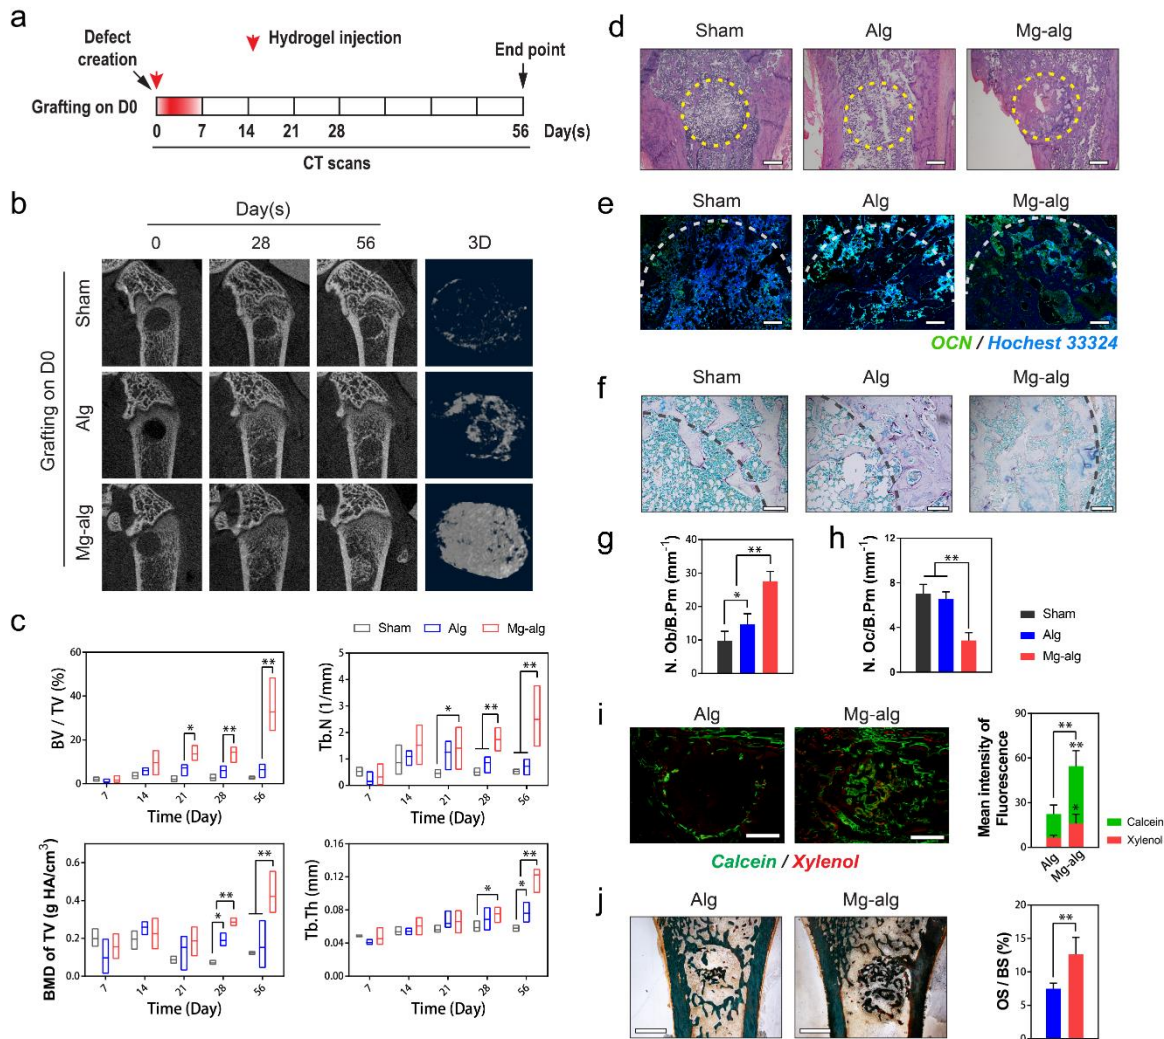 a
Defect
creation
Hydrogel injection
End point
Grafting on D0
0 7 14 21 28 56 Day(s)
CT scans
b
Day(s)
0 28 56 3D
Grafting on D0
Sham
Alg
Mg-alg
c
Sham Alg Mg-alg
BV / TV (%)
60
40
20
0
7 14 21 28 56
Time (Day)
* ** **
Tb.N (1/mm)
5
4
3
2
1
0
7 14 21 28 56
Time (Day)
* ** **
BMD of TV (g HA/cm³)
0.6
0.4
0.2
0.0
7 14 21 28 56
Time (Day)
* ** **
Tb.Th (mm)
0.16
0.12
0.08
0.04
0.00
7 14 21 28 56
Time (Day)
* * **
d
Sham Alg Mg-alg
e
Sham Alg Mg-alg
OCN / Hochest 33324
f
Sham Alg Mg-alg
g
N. Ob/B.Pm (mm⁻¹)
40
30
20
10
0
* **
h
N. Oc/B.Pm (mm⁻¹)
12
9
6
3
0
**
Sham
Alg
Mg-alg
i
Alg Mg-alg
Calcein / Xylenol
Mean intensity of
Fluorescence
90
60
30
0
**
**
*
Alg Mg-alg
Calcein
Xylenol
j
Alg Mg-alg
OS / BS (%)
20
15
10
5
0
**